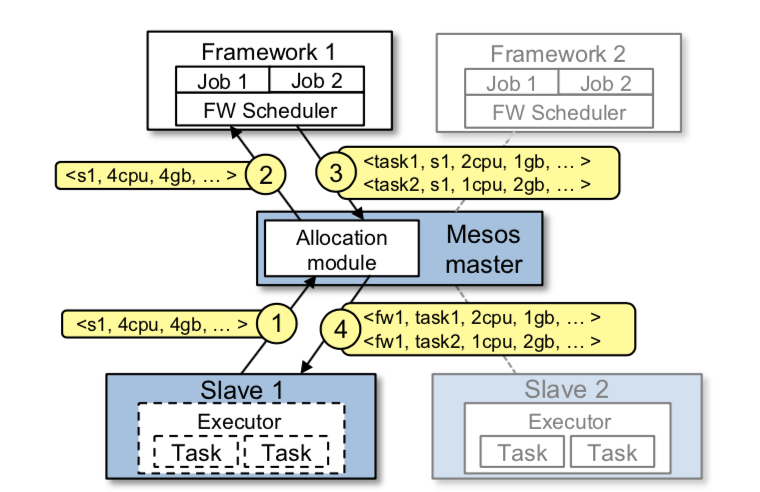 Framework 1
Job 1
Job 2
FW Scheduler
Framework 2
Job 1
Job 2
FW Scheduler
<s1, 4cpu, 4gb, … >
2
3
<task1, s1, 2cpu, 1gb, … >
<task2, s1, 1cpu, 2gb, … >
Allocation
module
Mesos
master
<s1, 4cpu, 4gb, … >
1
4
<fw1, task1, 2cpu, 1gb, … >
<fw1, task2, 1cpu, 2gb, … >
Slave 1
Executor
Task
Task
Slave 2
Executor
Task
Task